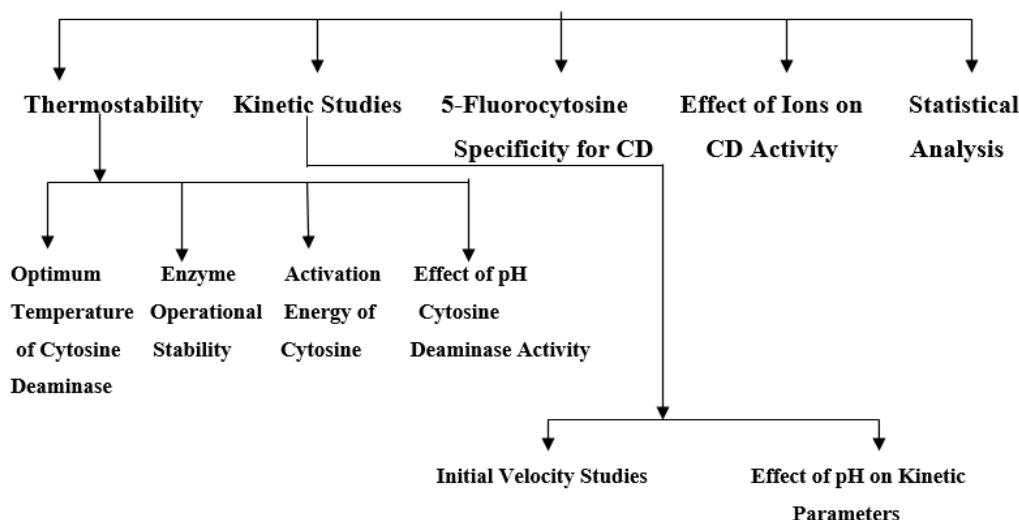 Thermostability
Kinetic Studies
5-Fluorocytosine
Specificity for CD
Effect of Ions on
CD Activity
Statistical
Analysis
Optimum
Temperature
of Cytosine
Deaminase
Enzyme
Operational
Stability
Activation
Energy of
Cytosine
Effect of pH
Cytosine
Deaminase Activity
Initial Velocity Studies
Effect of pH on Kinetic
Parameters